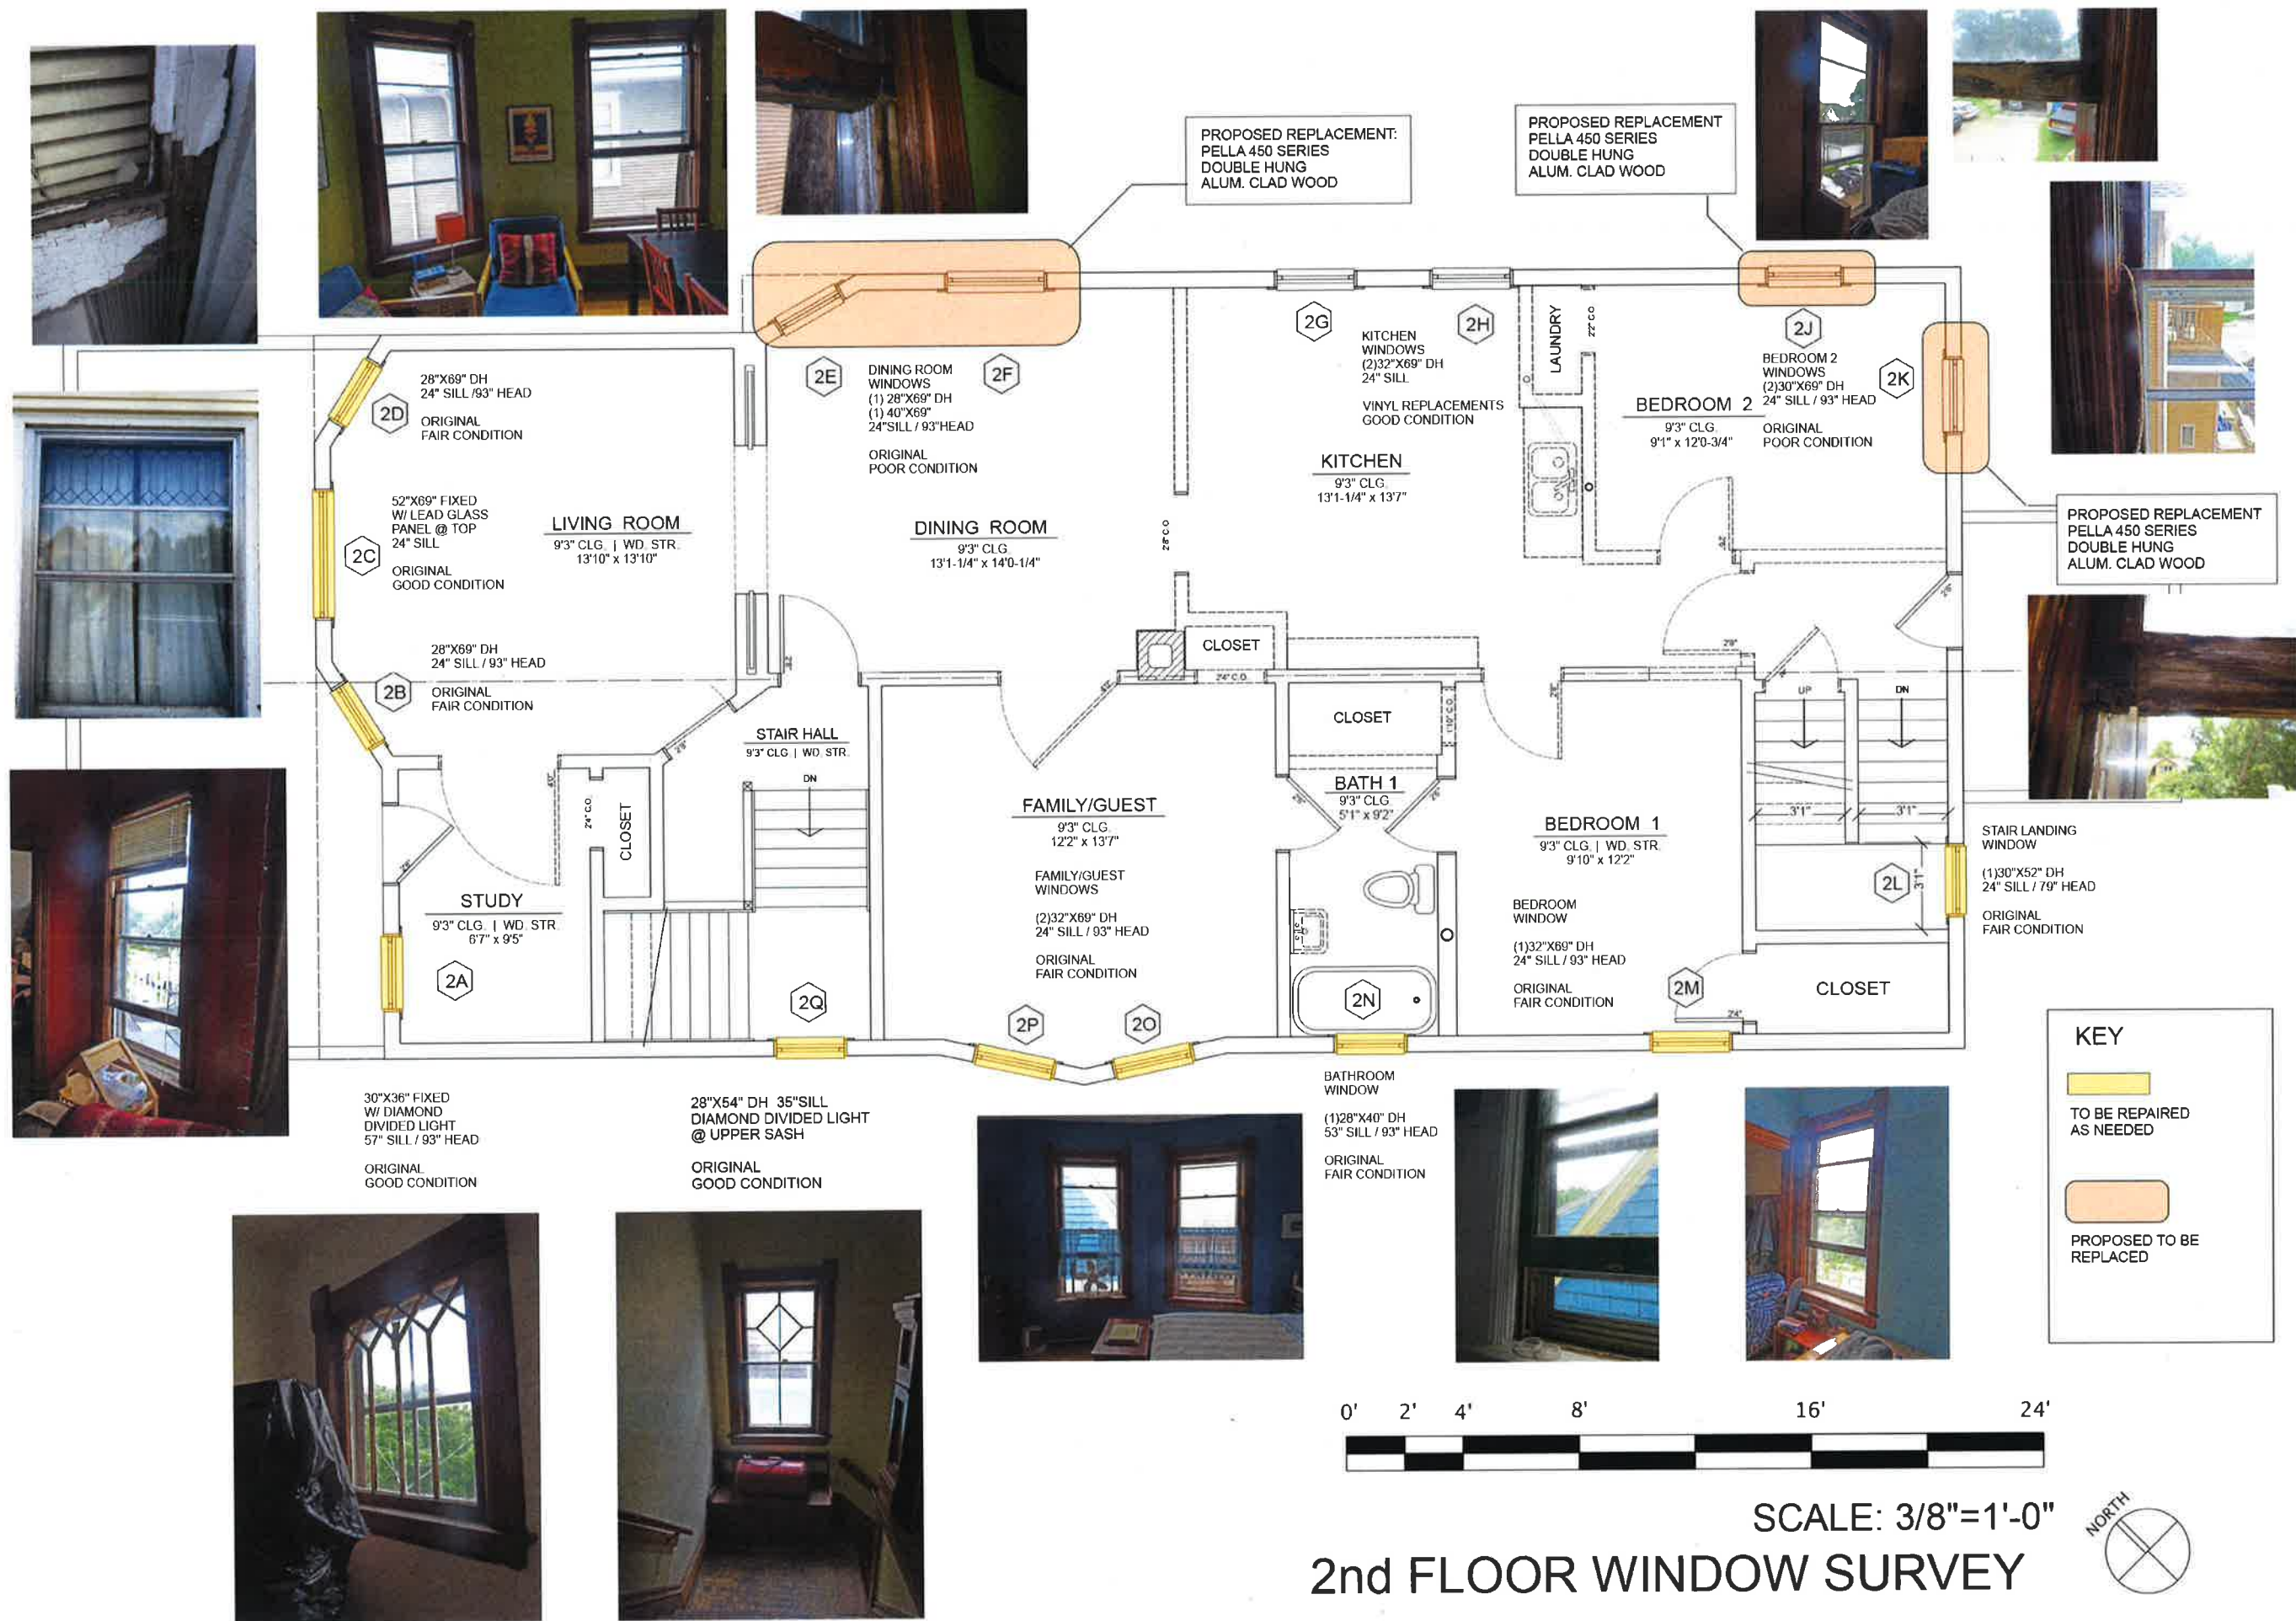 PROPOSED REPLACEMENT:
PELLA 450 SERIES
DOUBLE HUNG
ALUM. CLAD WOOD
PROPOSED REPLACEMENT
PELLA 450 SERIES
DOUBLE HUNG
ALUM. CLAD WOOD
2D
28"X69" DH
24" SILL /93" HEAD
ORIGINAL
FAIR CONDITION
2E
DINING ROOM
WINDOWS
(1) 28"X69" DH
(1) 40"X69"
24"SILL / 93"HEAD
ORIGINAL
POOR CONDITION
2F
2G
KITCHEN
WINDOWS
(2)32"X69" DH
24" SILL
VINYL REPLACEMENTS
GOOD CONDITION
2H
LAUNDRY
22" C.O.
2J
BEDROOM 2
WINDOWS
(2)30"X69" DH
24" SILL / 93" HEAD
ORIGINAL
POOR CONDITION
2K
BEDROOM 2
9'3" CLG.
9'1" x 12'0-3/4"
PROPOSED REPLACEMENT
PELLA 450 SERIES
DOUBLE HUNG
ALUM. CLAD WOOD
2C
52"X69" FIXED
W/ LEAD GLASS
PANEL @ TOP
24" SILL
ORIGINAL
GOOD CONDITION
LIVING ROOM
9'3" CLG. | WD. STR.
13'10" x 13'10"
DINING ROOM
9'3" CLG.
13'1-1/4" x 14'0-1/4"
KITCHEN
9'3" CLG.
13'1-1/4" x 13'7"
2B
28"X69" DH
24" SILL / 93" HEAD
ORIGINAL
FAIR CONDITION
CLOSET
2'4" C.O.
STAIR HALL
9'3" CLG. | WD. STR.
DN
CLOSET
1'10" C.O.
BATH 1
9'3" CLG.
5'1" x 9'2"
UP
DN
3'1"
3'1"
3'1"
2'4" C.O.
CLOSET
FAMILY/GUEST
9'3" CLG.
12'2" x 13'7"
FAMILY/GUEST
WINDOWS
(2)32"X69" DH
24" SILL / 93" HEAD
ORIGINAL
FAIR CONDITION
BEDROOM 1
9'3" CLG. | WD. STR.
9'10" x 12'2"
BEDROOM
WINDOW
(1)32"X69" DH
24" SILL / 93" HEAD
ORIGINAL
FAIR CONDITION
2L
STAIR LANDING
WINDOW
(1)30"X52" DH
24" SILL / 79" HEAD
ORIGINAL
FAIR CONDITION
STUDY
9'3" CLG. | WD. STR.
6'7" x 9'5"
2A
2Q
2P
2O
2N
2M
2'4"
CLOSET
30"X36" FIXED
W/ DIAMOND
DIVIDED LIGHT
57" SILL / 93" HEAD
ORIGINAL
GOOD CONDITION
28"X54" DH 35"SILL
DIAMOND DIVIDED LIGHT
@ UPPER SASH
ORIGINAL
GOOD CONDITION
BATHROOM
WINDOW
(1)28"X40" DH
53" SILL / 93" HEAD
ORIGINAL
FAIR CONDITION
KEY
TO BE REPAIRED
AS NEEDED
PROPOSED TO BE
REPLACED
0' 2' 4' 8' 16' 24'
SCALE: 3/8"=1'-0"
NORTH
2nd FLOOR WINDOW SURVEY